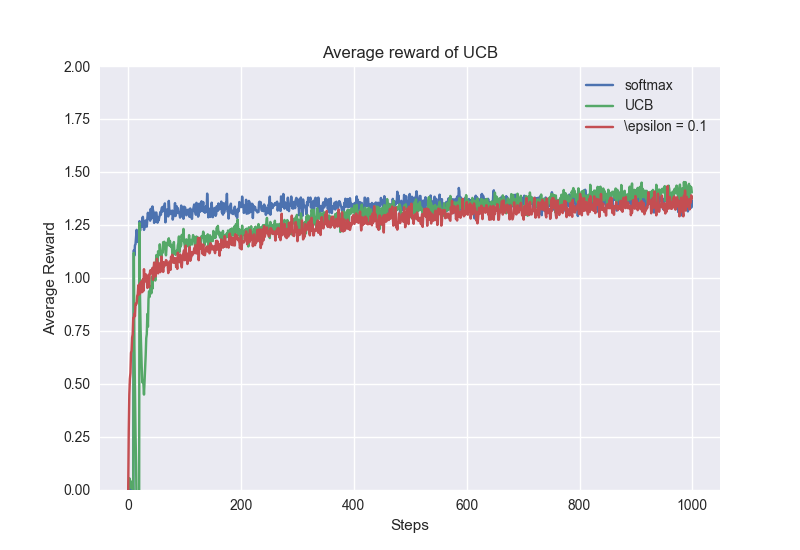 Average reward of UCB
2.00
1.75
1.50
1.25
1.00
0.75
0.50
0.25
0.00
Average Reward
softmax
UCB
\epsilon = 0.1
0
200
400
600
800
1000
Steps